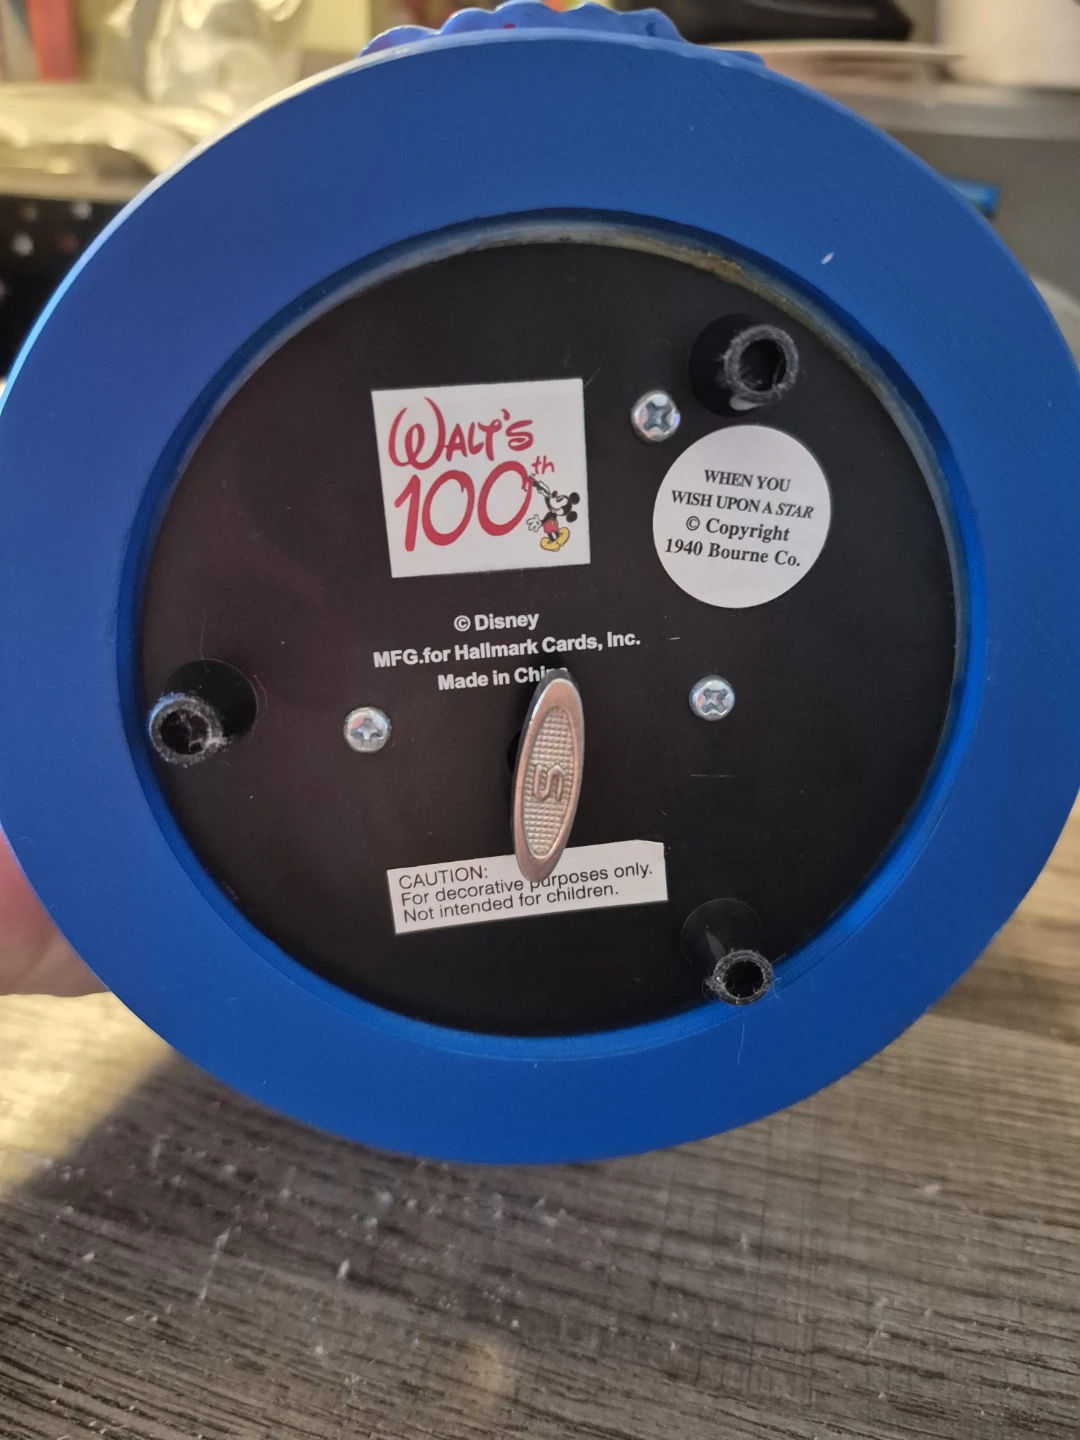 WALT'S
100th
WHEN YOU
WISH UPON A STAR
© Copyright
1940 Bourne Co.
© Disney
MFG.for Hallmark Cards, Inc.
Made in
S
CAUTION:
For decorative purposes only.
Not intended for children.